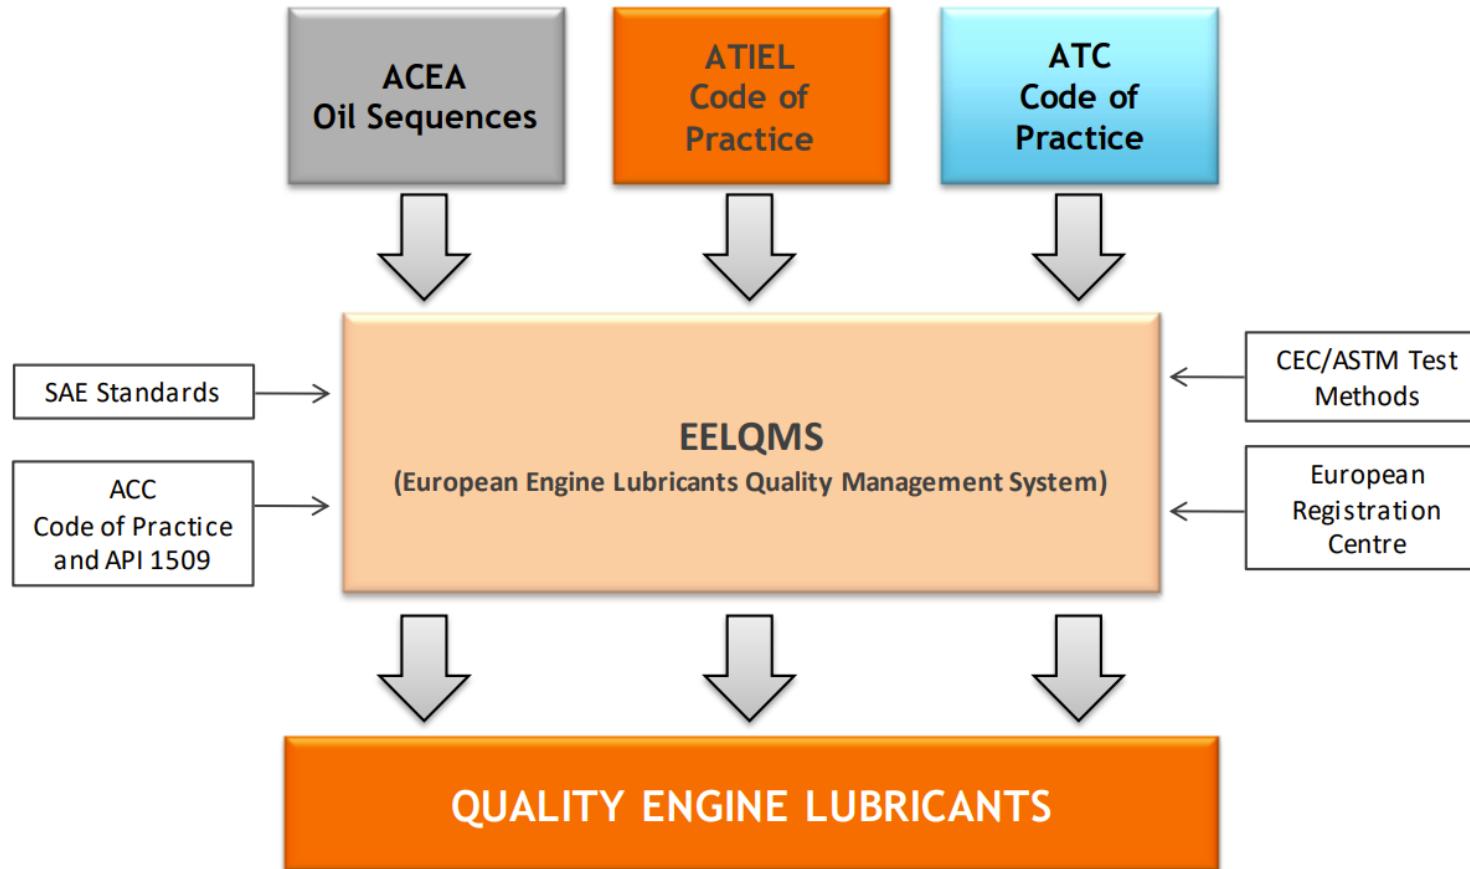 ACEA
Oil Sequences
ATIEL
Code of
Practice
ATC
Code of
Practice
SAE Standards
ACC
Code of Practice
and API 1509
EELQMS
(European Engine Lubricants Quality Management System)
CEC/ASTM Test
Methods
European
Registration
Centre
QUALITY ENGINE LUBRICANTS